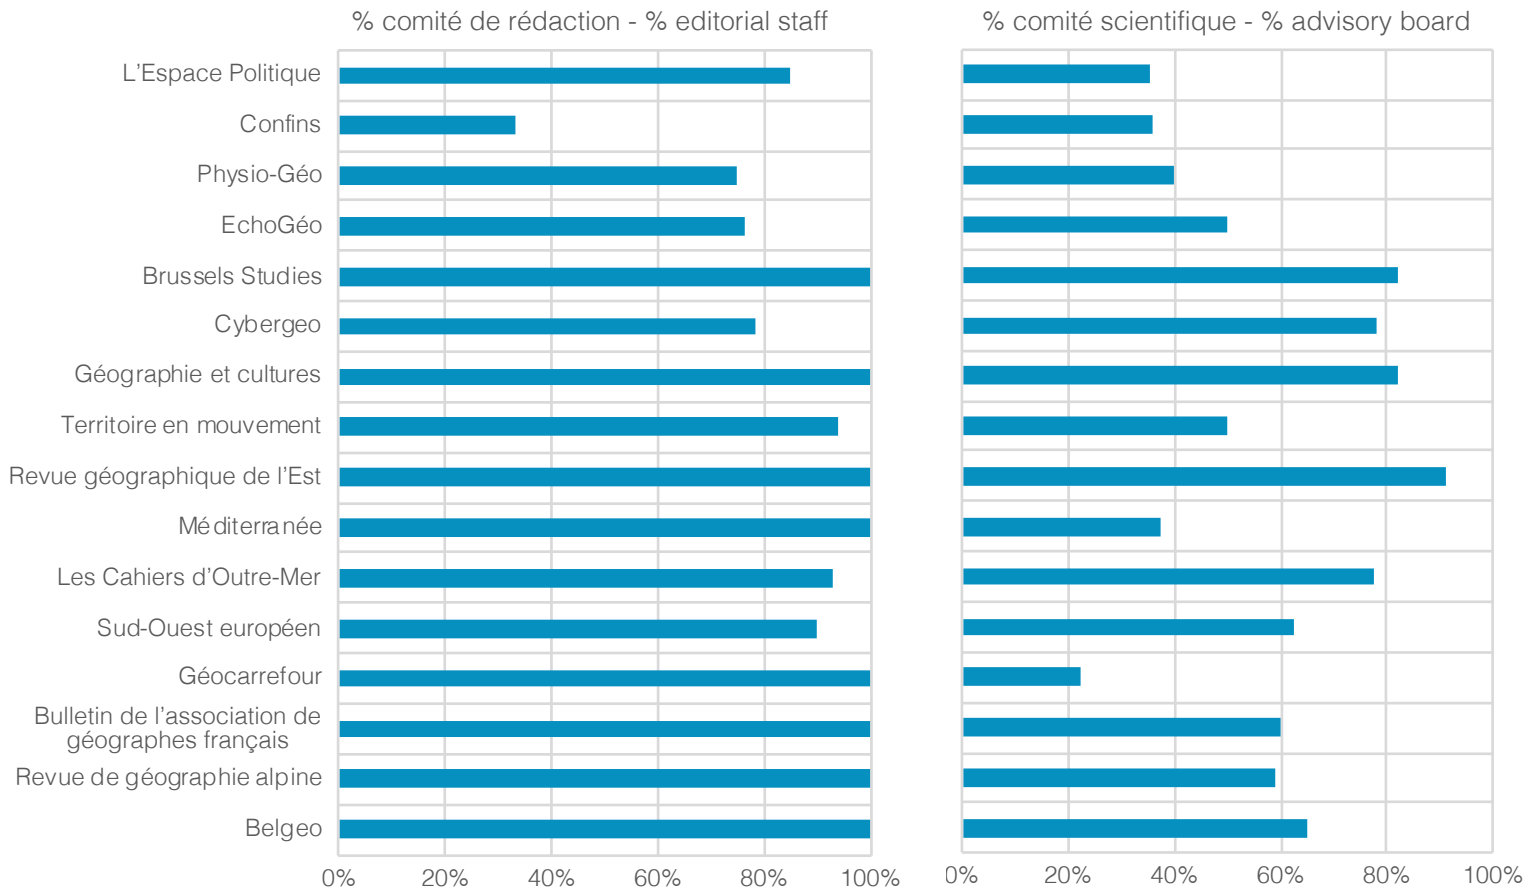 % comité de rédaction - % editorial staff
% comité scientifique - % advisory board
L’Espace Politique
Confins
Physio-Géo
EchoGéo
Brussels Studies
Cybergeo
Géographie et cultures
Territoire en mouvement
Revue géographique de l’Est
Méditerranée
Les Cahiers d’Outre-Mer
Sud-Ouest européen
Géocarrefour
Bulletin de l’association de
géographes français
Revue de géographie alpine
Belgeo
0% 20% 40% 60% 80% 100%
0% 20% 40% 60% 80% 100%